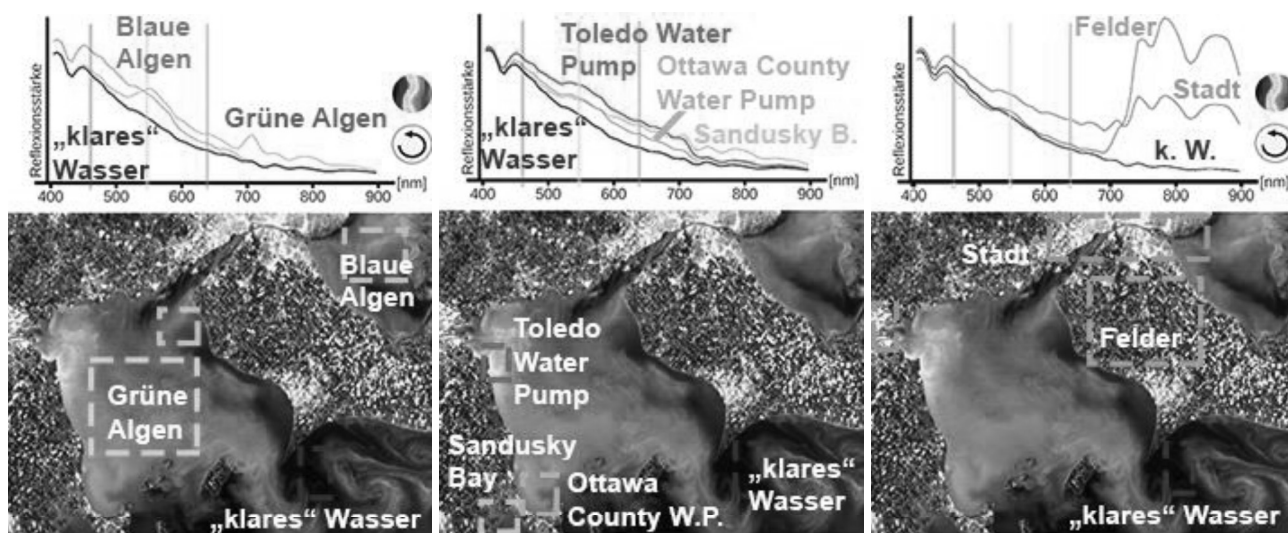 Reflexionsstärke
Blaue
Algen
Grüne Algen
„klares“
Wasser
400 500 600 700 800 900 [nm]
Blaue
Algen
Grüne
Algen
„klares“ Wasser
Reflexionsstärke
Toledo Water
Pump
Ottawa County
Water Pump
Sandusky B.
„klares“
Wasser
400 500 600 700 800 900 [nm]
Toledo
Water
Pump
Sandusky
Bay
Ottawa
County W.P.
„klares“
Wasser
Reflexionsstärke
Felder
Stadt
k. W.
400 500 600 700 800 900 [nm]
Stadt
Felder
„klares“ Wasser